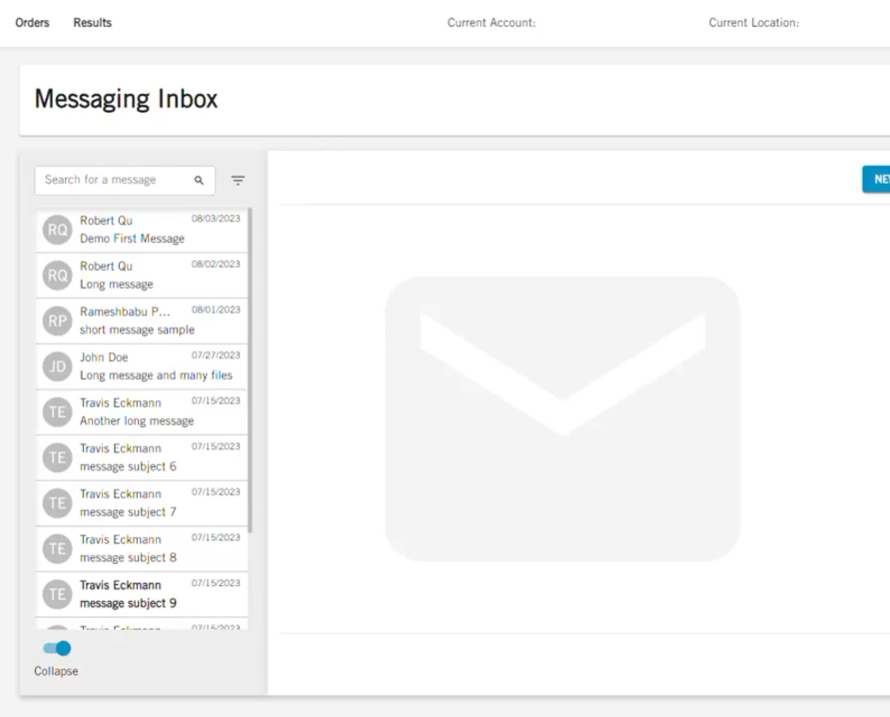 Orders Results Current Account: Current Location:
Messaging Inbox
Search for a message
RQ Robert Qu 08/03/2023
Demo First Message
RQ Robert Qu 08/02/2023
Long message
RP Rameshbabu P... 08/01/2023
short message sample
JD John Doe 07/27/2023
Long message and many files
TE Travis Eckmann 07/15/2023
Another long message
TE Travis Eckmann 07/15/2023
message subject 6
TE Travis Eckmann 07/15/2023
message subject 7
TE Travis Eckmann 07/15/2023
message subject 8
TE Travis Eckmann 07/15/2023
message subject 9
Travis Eckmann 07/15/2023
Collapse